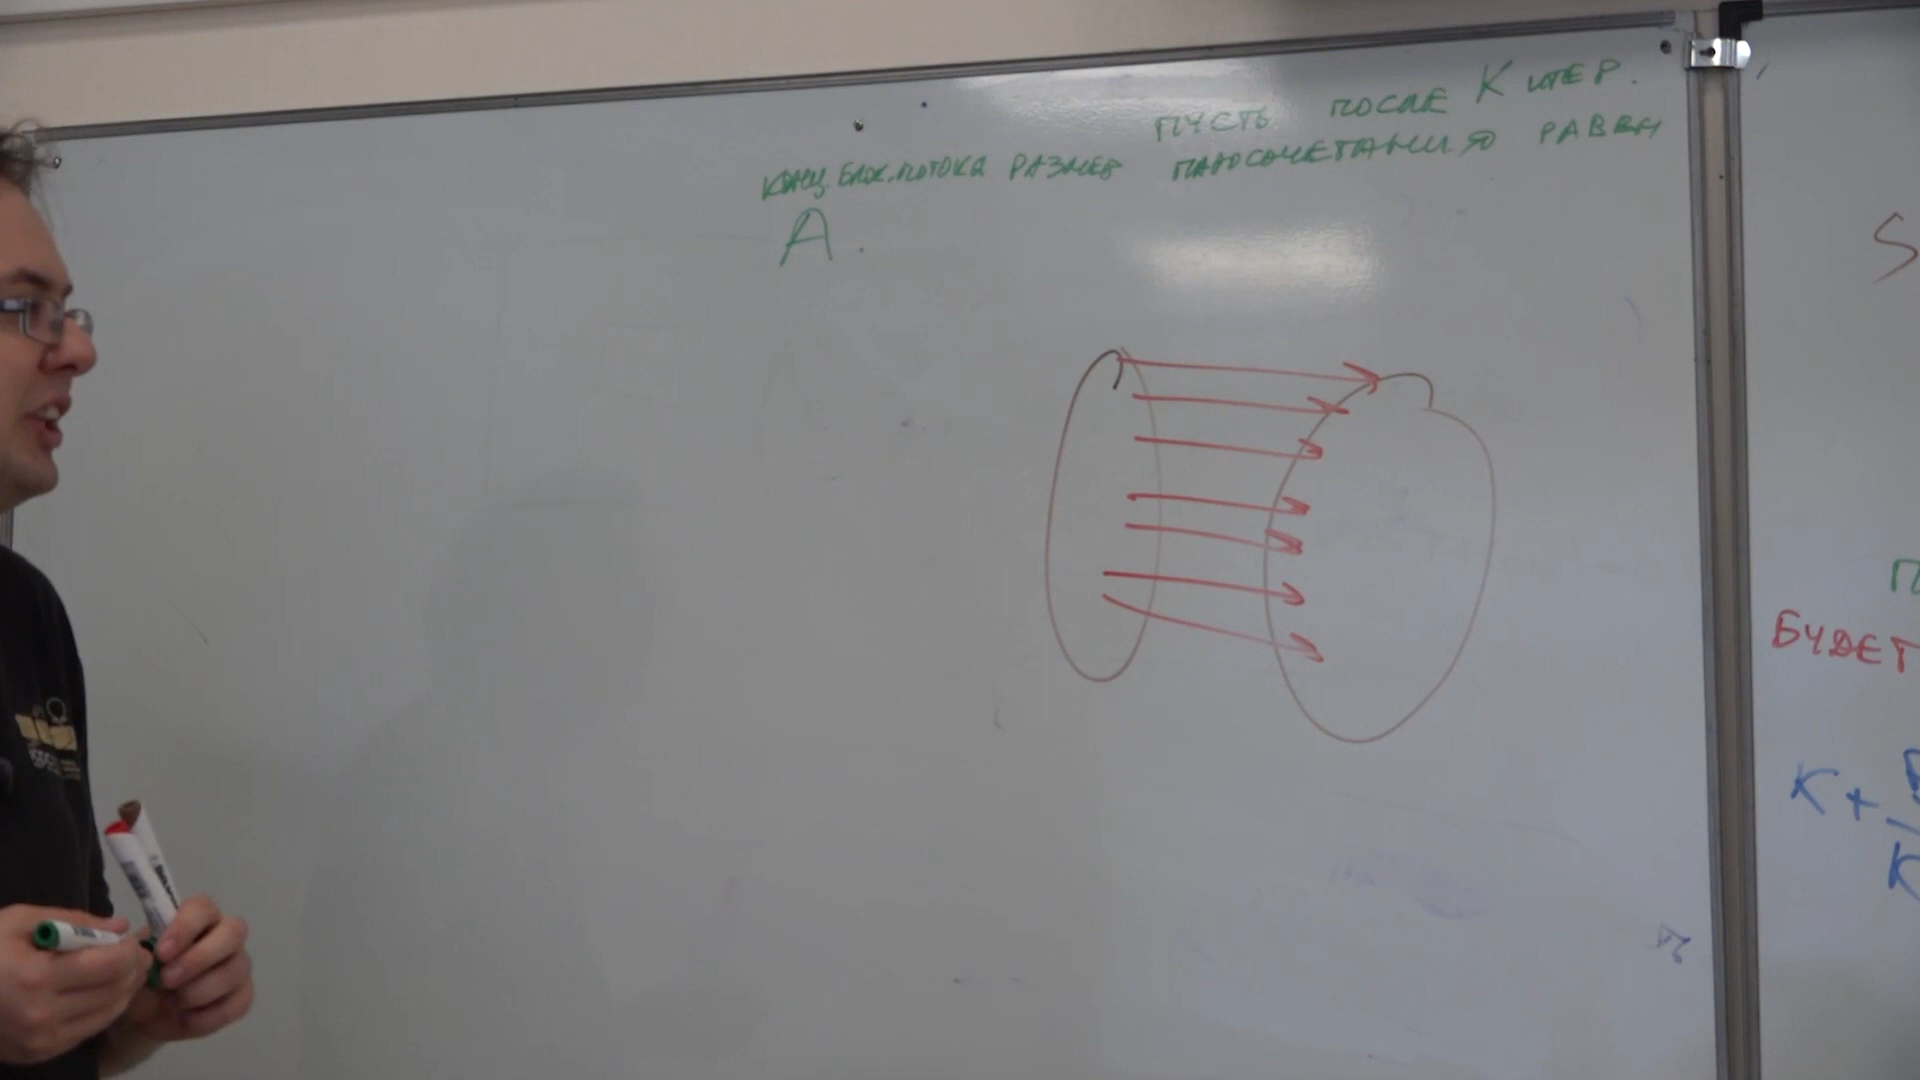 ПУСТЬ ПОСЛЕ К ИТЕР.
КОНЦ. БЛОК. ПОТОКА РАЗМЕР ПАРОСОЧЕТАНИЯ РАВЕН
А.
S
П
БУДЕТ
К +
К